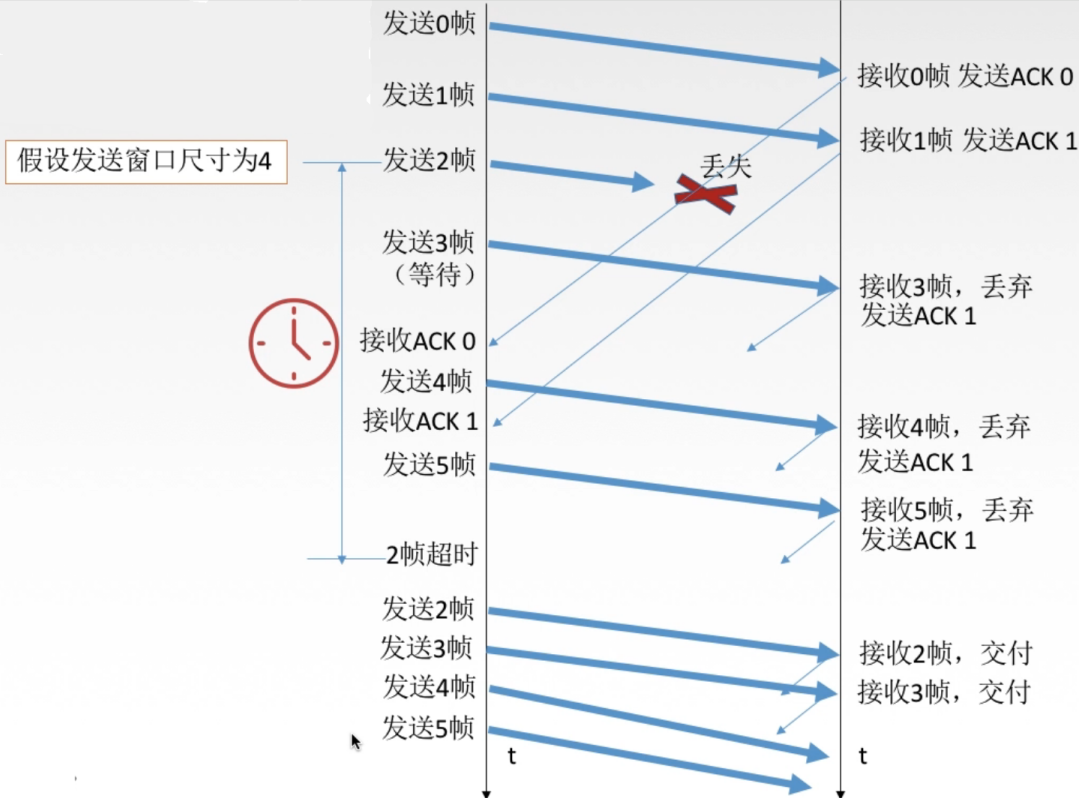 发送0帧
接收0帧 发送ACK 0
发送1帧
接收1帧 发送ACK 1
假设发送窗口尺寸为4
发送2帧
丢失
发送3帧
（等待）
接收3帧，丢弃
发送ACK 1
接收ACK 0
发送4帧
接收ACK 1
接收4帧，丢弃
发送ACK 1
发送5帧
接收5帧，丢弃
发送ACK 1
2帧超时
发送2帧
发送3帧
接收2帧，交付
发送4帧
接收3帧，交付
发送5帧
t
t